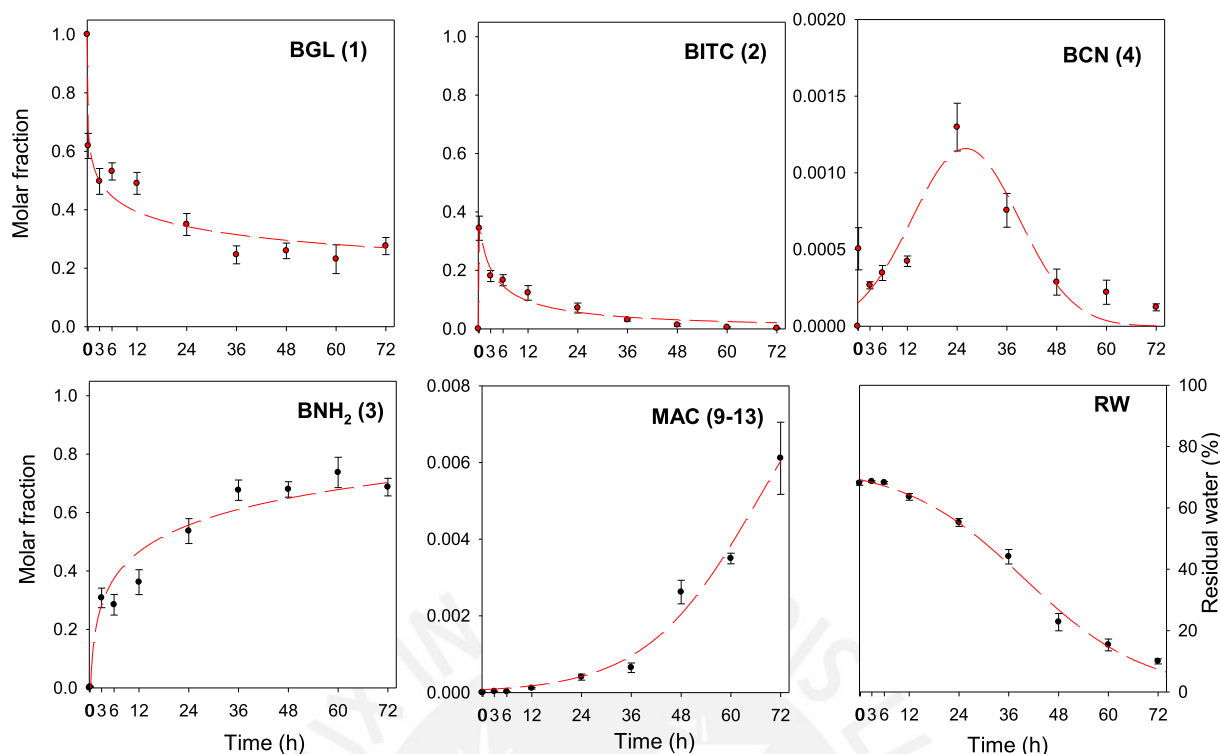 BGL (1)
Molar fraction
1.0
0.8
0.6
0.4
0.2
0.0
0 3 6 12 24 36 48 60 72
BITC (2)
1.0
0.8
0.6
0.4
0.2
0.0
0 3 6 12 24 36 48 60 72
BCN (4)
0.0020
0.0015
0.0010
0.0005
0.0000
0 3 6 12 24 36 48 60 72
BNH2 (3)
Molar fraction
1.0
0.8
0.6
0.4
0.2
0.0
0 3 6 12 24 36 48 60 72
Time (h)
MAC (9-13)
0.008
0.006
0.004
0.002
0.000
0 3 6 12 24 36 48 60 72
Time (h)
RW
100
80
60
40
20
0
Residual water (%)
0 3 6 12 24 36 48 60 72
Time (h)